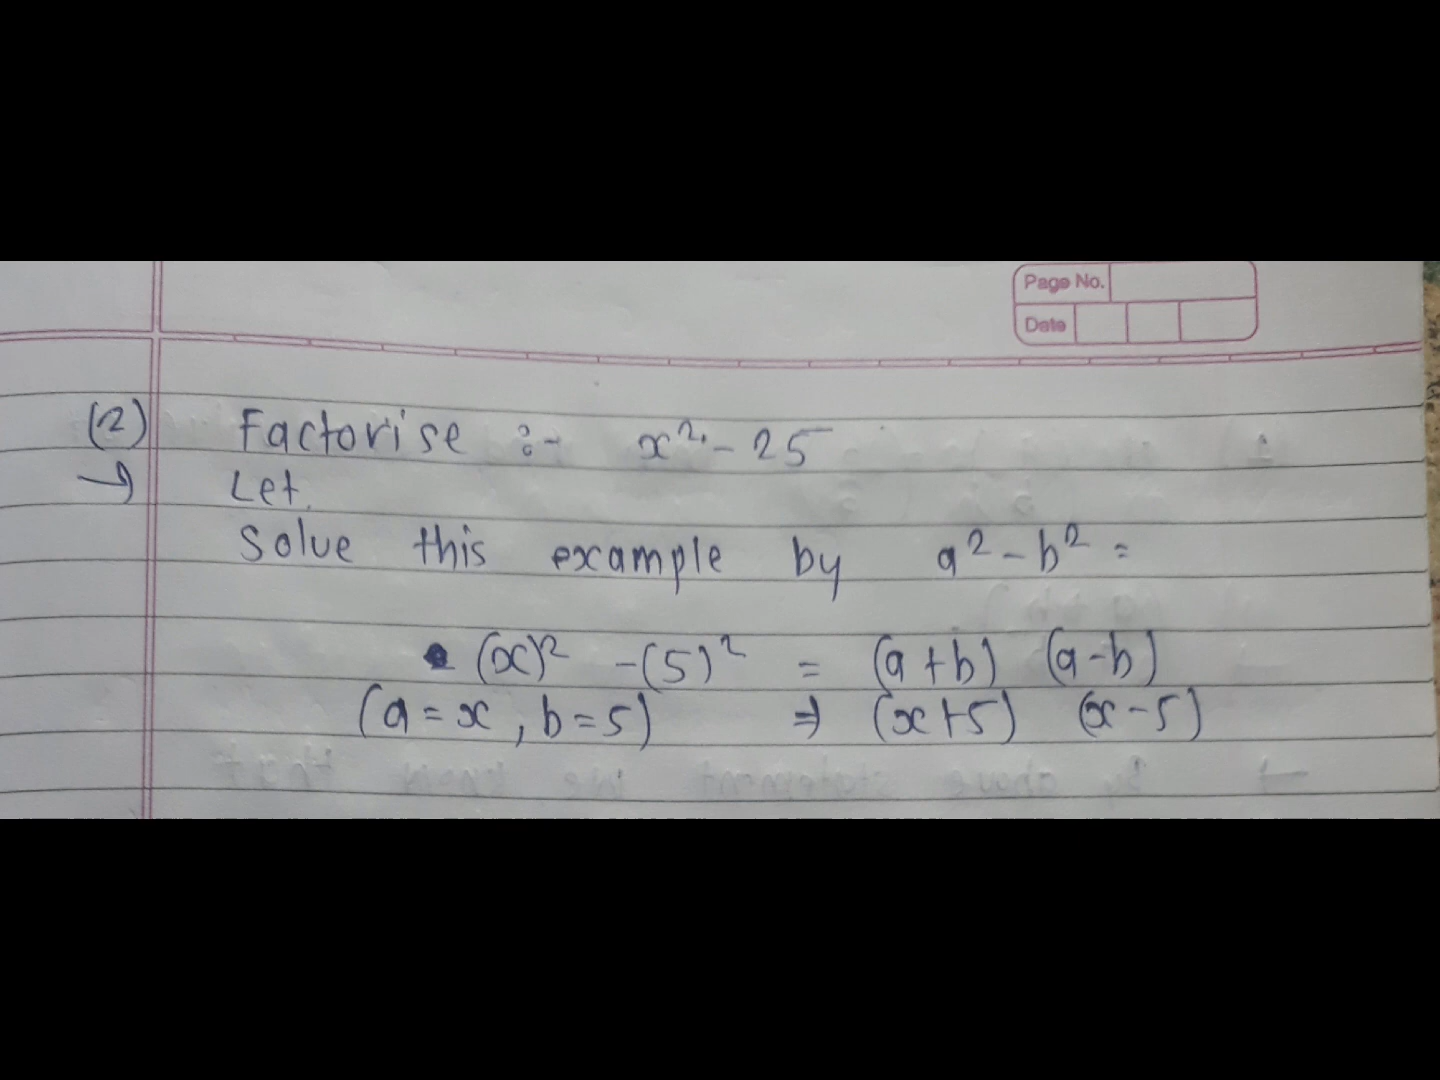 Page No.
Date
(2) Factorise :- x² - 25
→ Let.
Solve this example by a² - b² =
(x)² - (5)² = (a+b) (a-b)
(a = x, b = 5) ⇒ (x+5) (x-5)